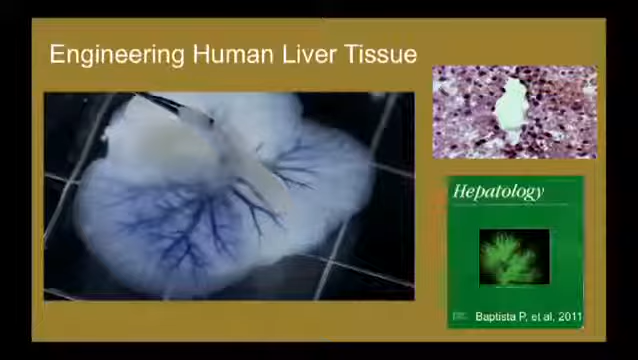 Engineering Human Liver Tissue
Hepatology
Baptista P, et al, 2011